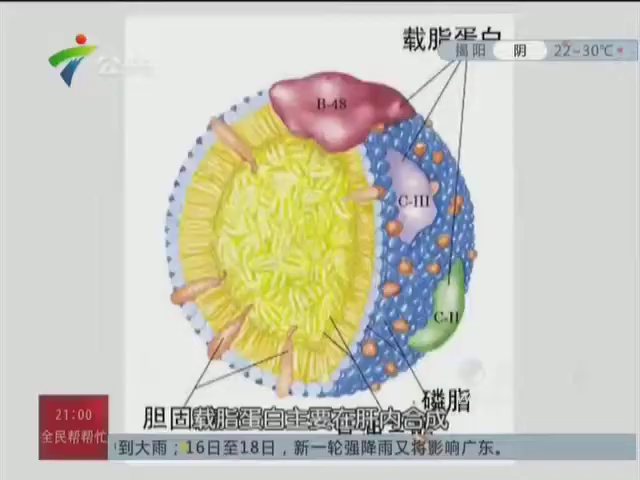 载脂蛋白
揭阳 阴 22~30℃
B-48
C-III
C-II
磷脂
胆固
载脂蛋白主要在肝内合成
21:00
全民帮帮忙
中到大雨；16日至18日，新一轮强降雨又将影响广东。